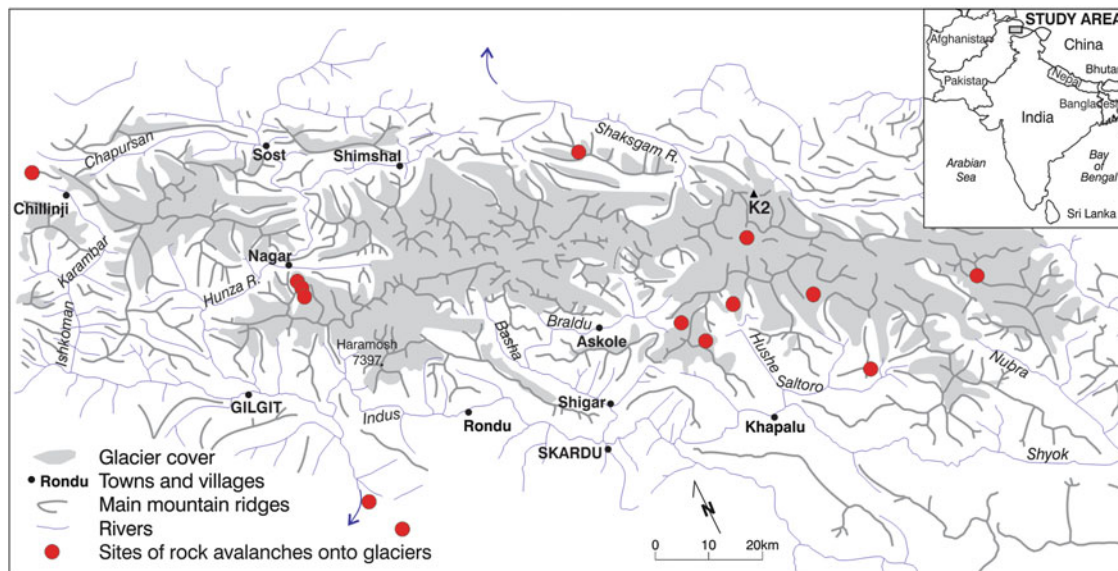 STUDY AREA
Afghanistan
China
Pakistan
Nepal
Bhutan
Bangladesh
India
Arabian
Sea
Bay
of
Bengal
Sri Lanka
Chapursan
Sost
Shimshal
Shaksgam R.
Chillinji
K2
Karambar
Nagar
Hunza R.
Ishkoman
Braldu
Askole
Basha
Haramosh
7397
Hushe
Saltoro
Nubra
GILGIT
Indus
Rondu
Shigar
SKARDU
Khapalu
Shyok
Glacier cover
Rondu Towns and villages
Main mountain ridges
Rivers
Sites of rock avalanches onto glaciers
N
0 10 20km